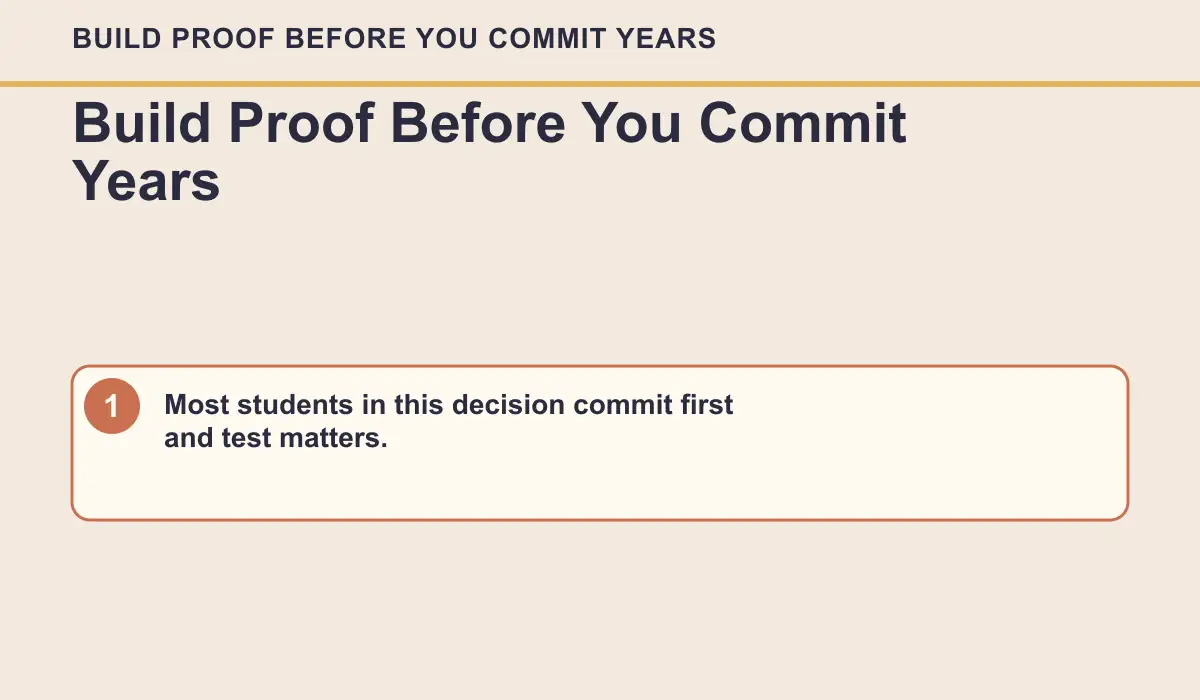 BUILD PROOF BEFORE YOU COMMIT YEARS
Build Proof Before You Commit
Years
1
Most students in this decision commit first
and test matters.